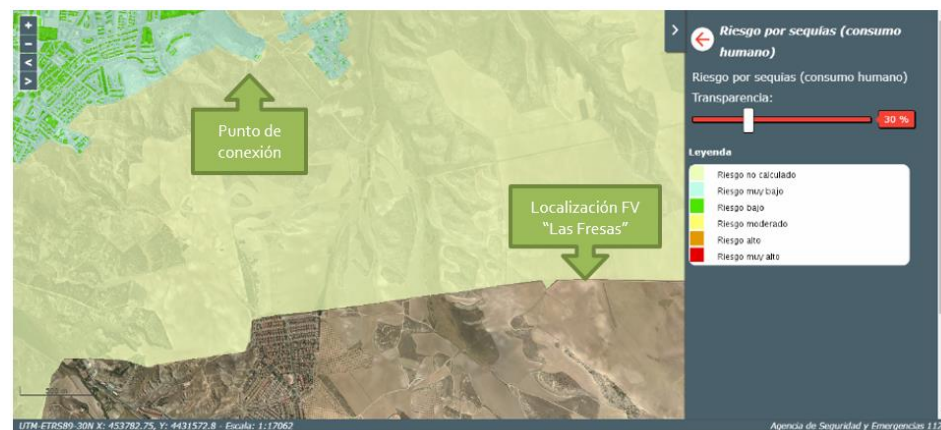 +
-
<
>
Punto de
conexión
Localización FV
“Las Fresas”
>
Riesgo por sequías (consumo
humano)
Riesgo por sequias (consumo humano)
Transparencia:
30 %
Leyenda
Riesgo no calculado
Riesgo muy bajo
Riesgo bajo
Riesgo moderado
Riesgo alto
Riesgo muy alto
UTM-ETRS89-30N X: 453782.75, Y: 4431572.8 - Escala: 1:17062
Agencia de Seguridad y Emergencias 112